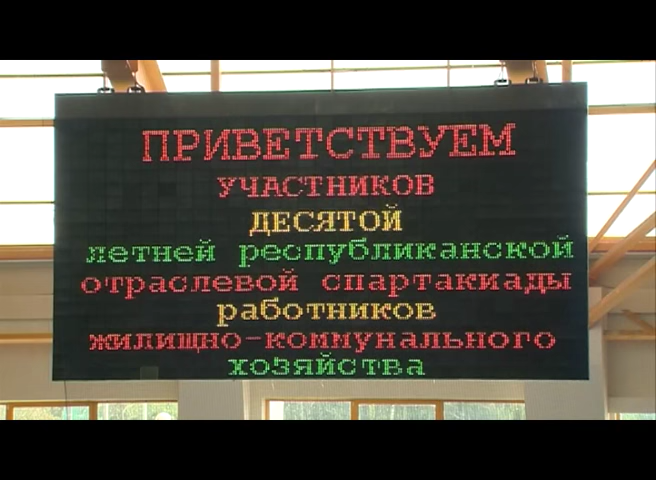 ПРИВЕТСТВУЕМ
УЧАСТНИКОВ
ДЕСЯТОЙ
летней республиканской
отраслевой спартакиады
работников
жилищно-коммунального
хозяйства